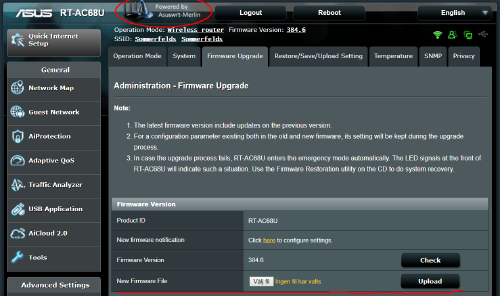 ASUS RT-AC68U
Powered by
Asuswrt-Merlin
Logout
Reboot
English
Quick Internet
Setup
General
Network Map
Guest Network
AiProtection
Adaptive QoS
Traffic Analyzer
USB Application
AiCloud 2.0
Tools
Advanced Settings
Operation Mode: Wireless router Firmware Version: 384.6
SSID: Sommerfelds Sommerfelds
Operation Mode System Firmware Upgrade Restore/Save/Upload Setting Temperature SNMP Privacy
Administration - Firmware Upgrade
Note:
1. The latest firmware version include updates on the previous version.
2. For a configuration parameter existing both in the old and new firmware, its setting will be kept during the upgrade
process.
3. In case the upgrade process fails, RT-AC68U enters the emergency mode automatically. The LED signals at the front of
RT-AC68U will indicate such a situation. Use the Firmware Restoration utility on the CD to do system recovery.
Firmware Version
Product ID RT-AC68U
New firmware notification Click here to configure settings.
Firmware Version 384.6 Check
New Firmware File Välj fil Ingen fil har valts Upload